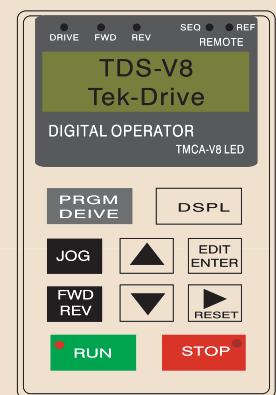 DRIVE FWD REV SEQ REF
REMOTE
TDS-V8
Tek-Drive
DIGITAL OPERATOR
TMCA-V8 LED
PRGM
DEIVE
DSPL
JOG
EDIT
ENTER
FWD
REV
RESET
RUN
STOP